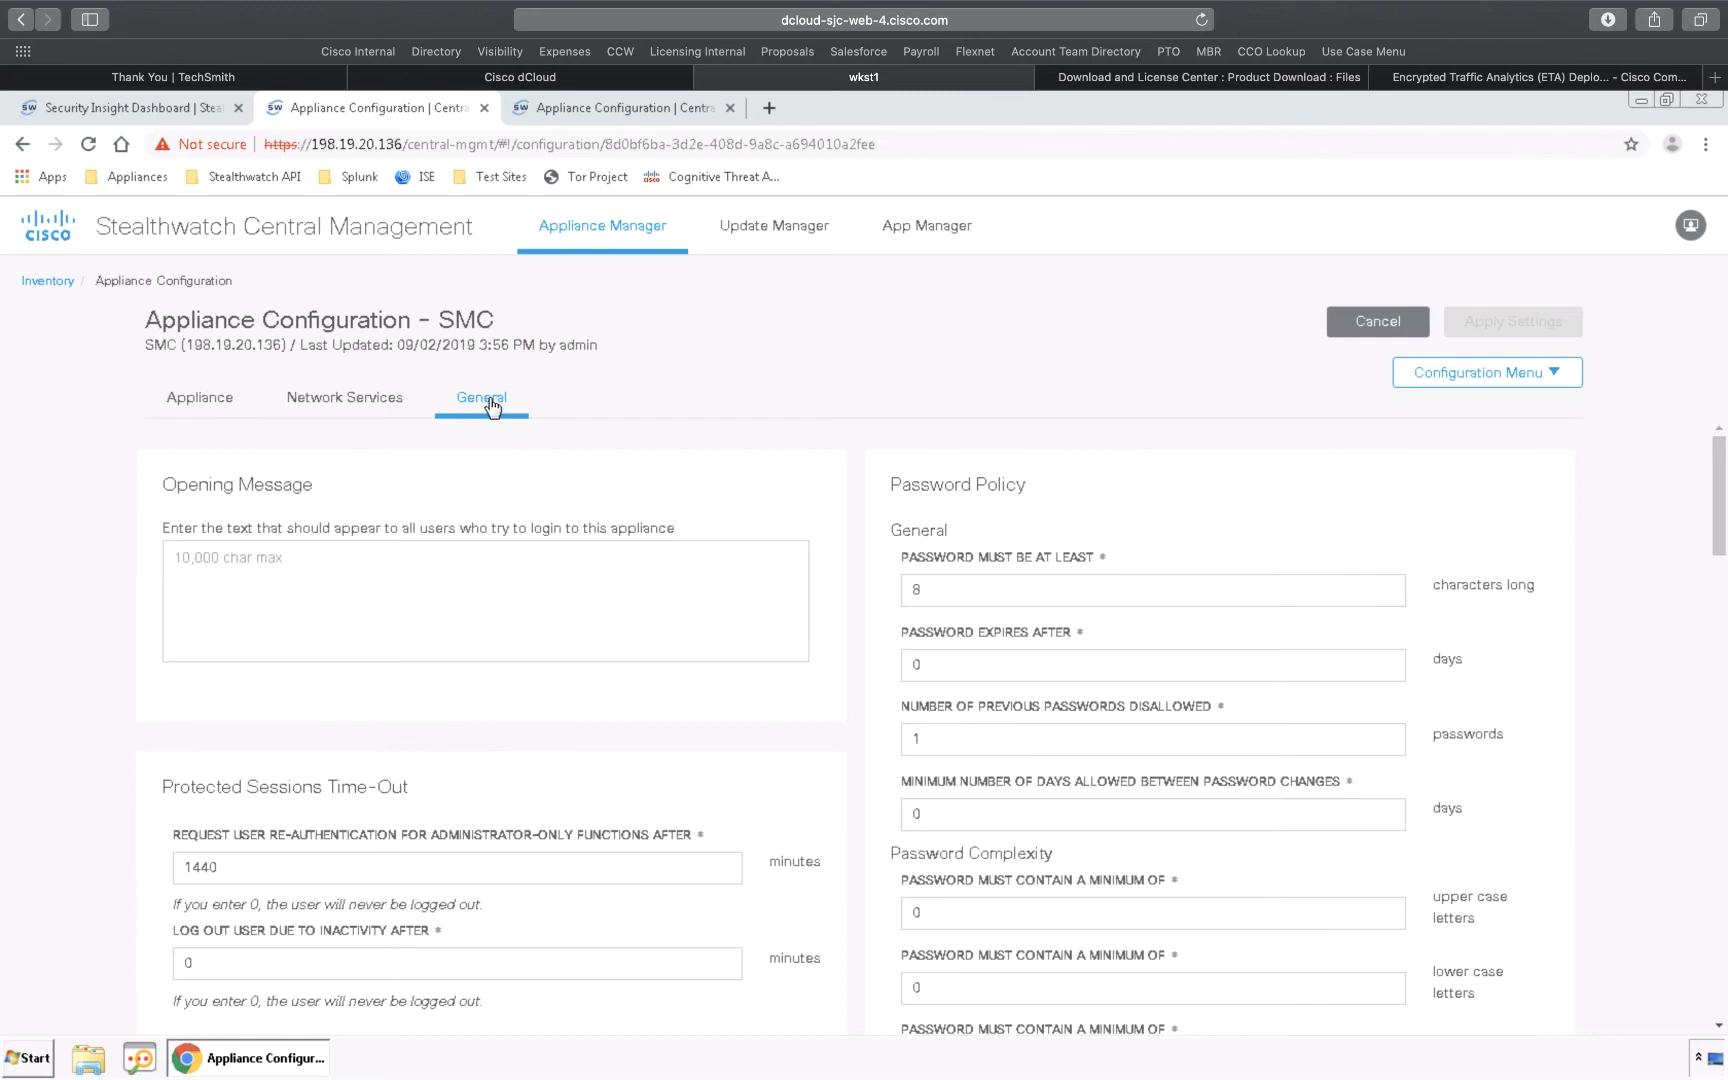 dcloud-sjc-web-4.cisco.com
Cisco Internal Directory Visibility Expenses CCW Licensing Internal Proposals Salesforce Payroll Flexnet Account Team Directory PTO MBR CCO Lookup Use Case Menu
Thank You | TechSmith Cisco dCloud wkst1 Download and License Center : Product Download : Files Encrypted Traffic Analytics (ETA) Deplo... - Cisco Com...
SW Security Insight Dashboard | Steal SW Appliance Configuration | Centra SW Appliance Configuration | Centra
Not secure | https://198.19.20.136/central-mgmt/#!/configuration/8d0bf6ba-3d2e-408d-9a8c-a694010a2fee
Apps Appliances Stealthwatch API Splunk ISE Test Sites Tor Project Cognitive Threat A...
CISCO Stealthwatch Central Management Appliance Manager Update Manager App Manager
Inventory / Appliance Configuration
Appliance Configuration - SMC
Cancel Apply Settings
SMC (198.19.20.136) / Last Updated: 09/02/2019 3:56 PM by admin
Configuration Menu
Appliance Network Services General
Opening Message
Enter the text that should appear to all users who try to login to this appliance
10,000 char max
Protected Sessions Time-Out
REQUEST USER RE-AUTHENTICATION FOR ADMINISTRATOR-ONLY FUNCTIONS AFTER *
1440 minutes
If you enter 0, the user will never be logged out.
LOG OUT USER DUE TO INACTIVITY AFTER *
0 minutes
If you enter 0, the user will never be logged out.
Password Policy
General
PASSWORD MUST BE AT LEAST *
8 characters long
PASSWORD EXPIRES AFTER *
0 days
NUMBER OF PREVIOUS PASSWORDS DISALLOWED *
1 passwords
MINIMUM NUMBER OF DAYS ALLOWED BETWEEN PASSWORD CHANGES *
0 days
Password Complexity
PASSWORD MUST CONTAIN A MINIMUM OF *
0 upper case
letters
PASSWORD MUST CONTAIN A MINIMUM OF *
0 lower case
letters
PASSWORD MUST CONTAIN A MINIMUM OF *
Start Appliance Configur...